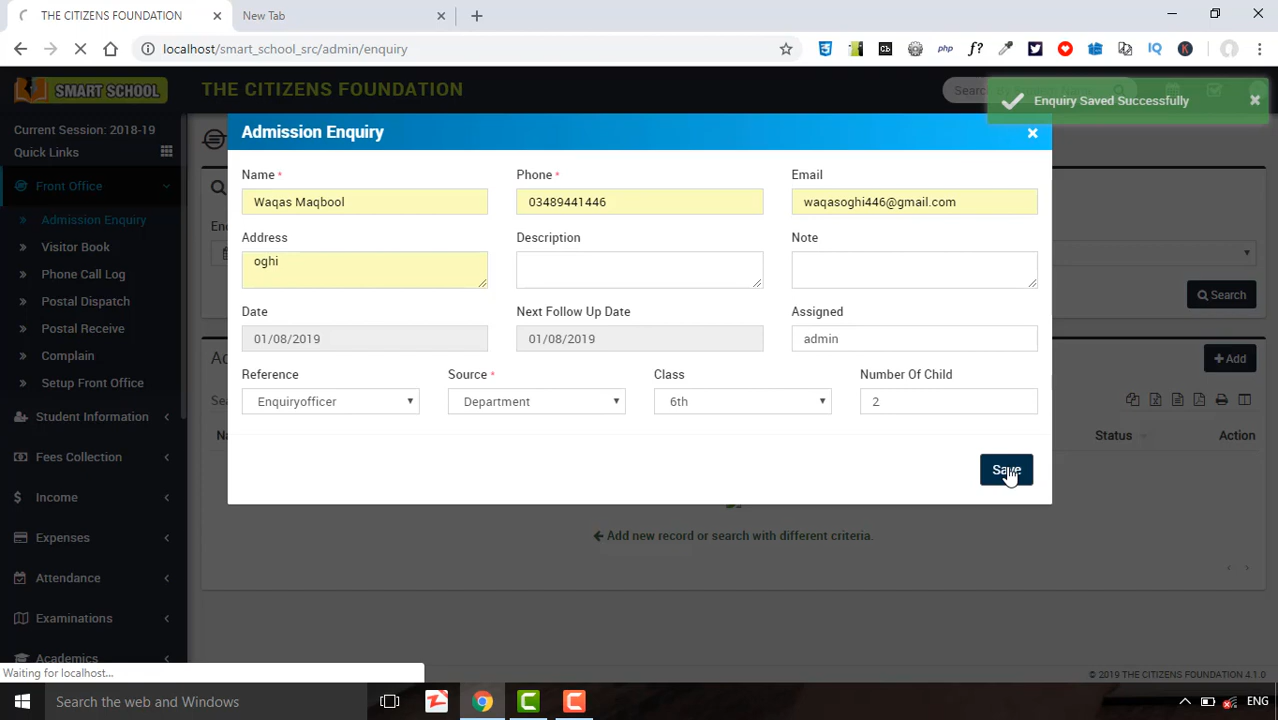 THE CITIZENS FOUNDATION
New Tab
localhost/smart_school_src/admin/enquiry
SMART SCHOOL
THE CITIZENS FOUNDATION
Enquiry Saved Successfully
Current Session: 2018-19
Quick Links
Front Office
Admission Enquiry
Visitor Book
Phone Call Log
Postal Dispatch
Postal Receive
Complain
Setup Front Office
Student Information
Fees Collection
Income
Expenses
Attendance
Examinations
Academics
Admission Enquiry
Name *
Phone *
Email
Waqas Maqbool
03489441446
waqasoghi446@gmail.com
Address
Description
Note
oghi
Date
Next Follow Up Date
Assigned
01/08/2019
01/08/2019
admin
Reference
Source *
Class
Number Of Child
Enquiryofficer
Department
6th
2
Save
Search
Add
Status
Action
Add new record or search with different criteria.
© 2019 THE CITIZENS FOUNDATION 4.1.0
Waiting for localhost...
Search the web and Windows
ENG